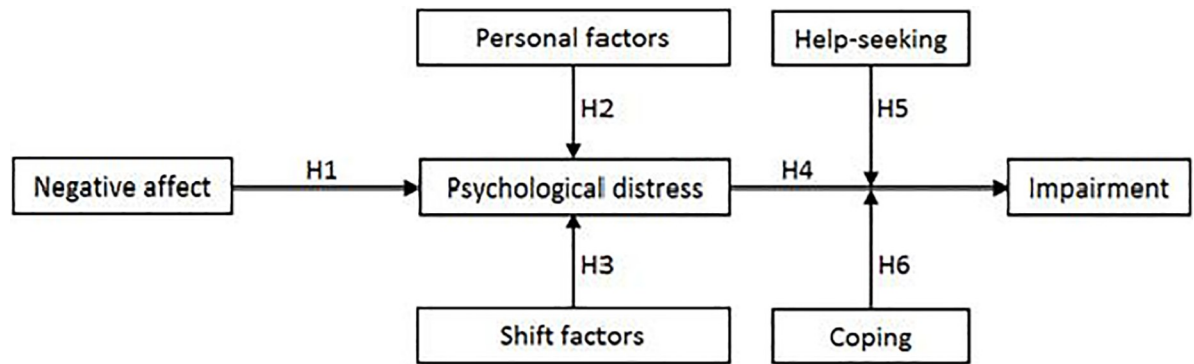 Personal factors
Help-seeking
H2
H5
H1
H4
Negative affect
Psychological distress
Impairment
H3
H6
Shift factors
Coping